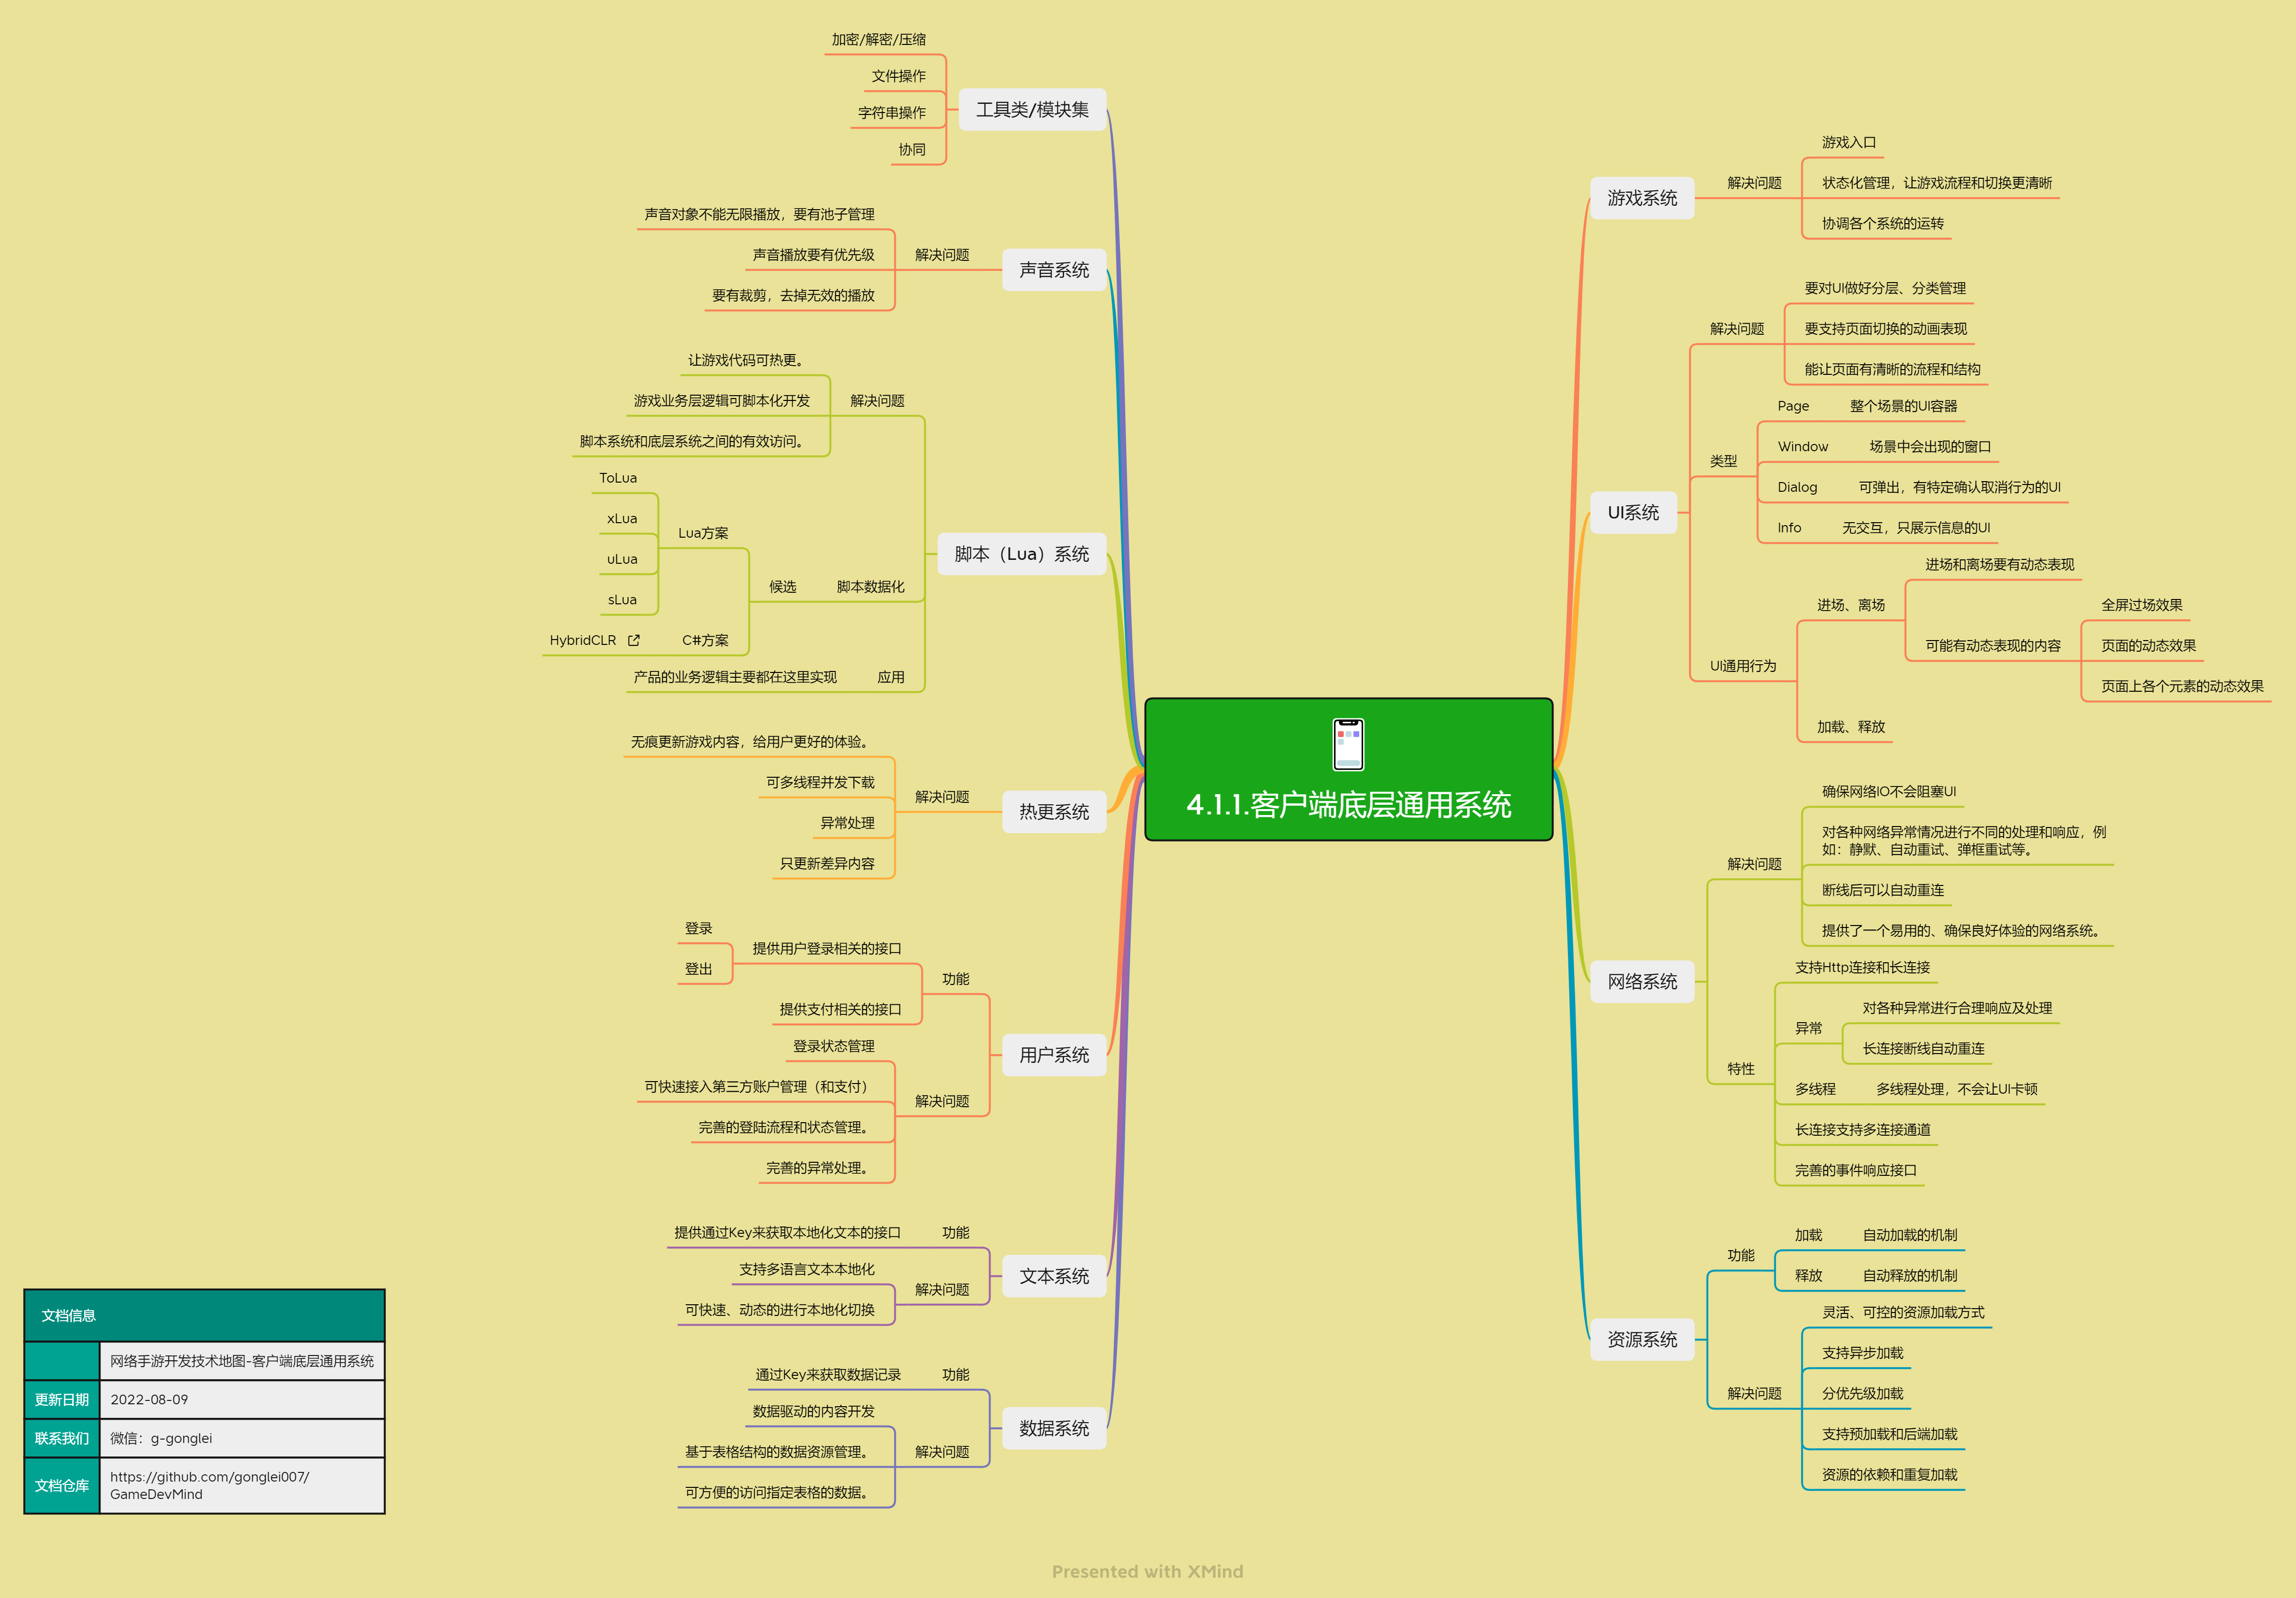 4.1.1.客户端底层通用系统
游戏系统
解决问题
游戏入口
状态化管理，让游戏流程和切换更清晰
协调各个系统的运转
UI系统
解决问题
要对UI做好分层、分类管理
要支持页面切换的动画表现
能让页面有清晰的流程和结构
类型
Page
整个场景的UI容器
Window
场景中会出现的窗口
Dialog
可弹出，有特定确认取消行为的UI
Info
无交互，只展示信息的UI
UI通用行为
进场、离场
进场和离场要有动态表现
可能有动态表现的内容
全屏过场效果
页面的动态效果
页面上各个元素的动态效果
加载、释放
网络系统
解决问题
确保网络IO不会阻塞UI
对各种网络异常情况进行不同的处理和响应，例
如：静默、自动重试、弹框重试等。
断线后可以自动重连
提供了一个易用的、确保良好体验的网络系统。
特性
支持Http连接和长连接
异常
对各种异常进行合理响应及处理
长连接断线自动重连
多线程
多线程处理，不会让UI卡顿
长连接支持多连接通道
完善的事件响应接口
资源系统
功能
加载
自动加载的机制
释放
自动释放的机制
解决问题
灵活、可控的资源加载方式
支持异步加载
分优先级加载
支持预加载和后端加载
资源的依赖和重复加载
工具类/模块集
加密/解密/压缩
文件操作
字符串操作
协同
声音系统
解决问题
声音对象不能无限播放，要有池子管理
声音播放要有优先级
要有裁剪，去掉无效的播放
脚本（Lua）系统
解决问题
让游戏代码可热更。
游戏业务层逻辑可脚本化开发
脚本系统和底层系统之间的有效访问。
脚本数据化
候选
Lua方案
ToLua
xLua
uLua
sLua
C#方案
HybridCLR
应用
产品的业务逻辑主要都在这里实现
热更系统
解决问题
无痕更新游戏内容，给用户更好的体验。
可多线程并发下载
异常处理
只更新差异内容
用户系统
功能
提供用户登录相关的接口
登录
登出
提供支付相关的接口
解决问题
登录状态管理
可快速接入第三方账户管理（和支付）
完善的登陆流程和状态管理。
完善的异常处理。
文本系统
功能
提供通过Key来获取本地化文本的接口
解决问题
支持多语言文本本地化
可快速、动态的进行本地化切换
数据系统
功能
通过Key来获取数据记录
解决问题
数据驱动的内容开发
基于表格结构的数据资源管理。
可方便的访问指定表格的数据。
文档信息
网络手游开发技术地图-客户端底层通用系统
更新日期
2022-08-09
联系我们
微信：g-gonglei
文档仓库
https://github.com/gonglei007/
GameDevMind
Presented with XMind